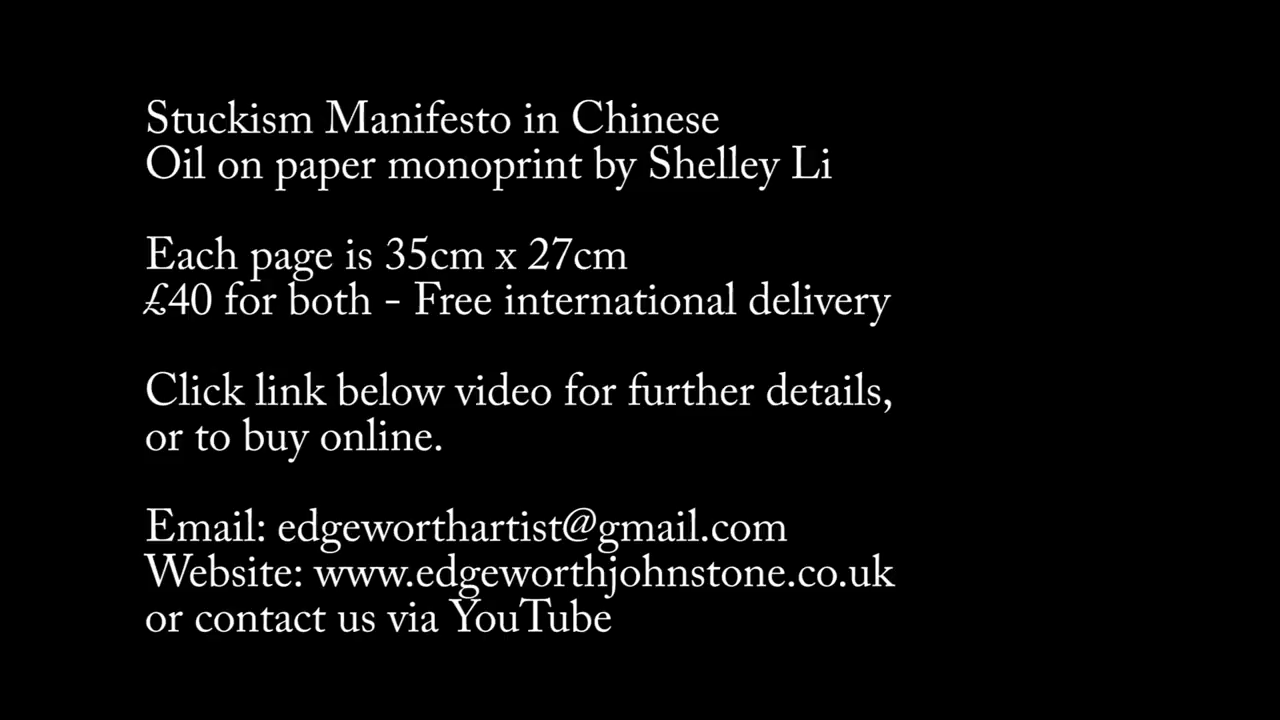 Stuckism Manifesto in Chinese
Oil on paper monoprint by Shelley Li
Each page is 35cm x 27cm
£40 for both - Free international delivery
Click link below video for further details,
or to buy online.
Email: edgeworthartist@gmail.com
Website: www.edgeworthjohnstone.co.uk
or contact us via YouTube